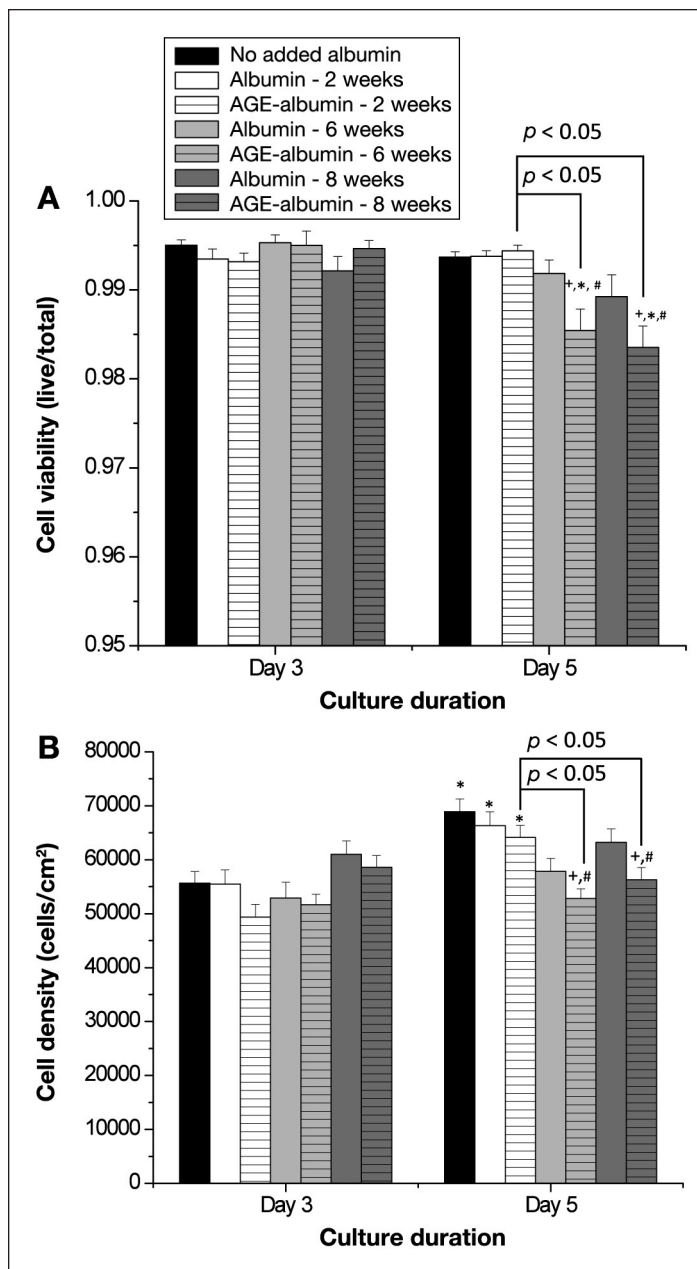 No added albumin
Albumin - 2 weeks
AGE-albumin - 2 weeks
Albumin - 6 weeks
AGE-albumin - 6 weeks
Albumin - 8 weeks
AGE-albumin - 8 weeks
A
p < 0.05
p < 0.05
+,*, #
+,*,#
Cell viability (live/total)
1.00
0.99
0.98
0.97
0.96
0.95
Day 3
Day 5
Culture duration
B
p < 0.05
p < 0.05
*
*
*
+,#
+,#
Cell density (cells/cm²)
80000
70000
60000
50000
40000
30000
20000
10000
0
Day 3
Day 5
Culture duration